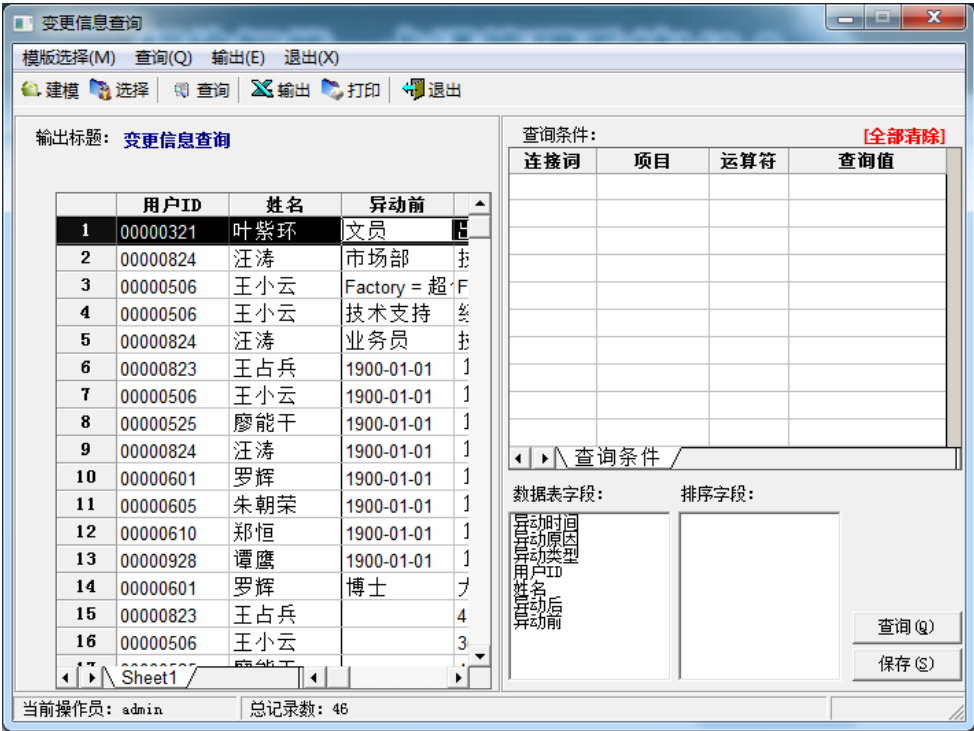 变更信息查询
模版选择(M) 查询(Q) 输出(E) 退出(X)
建模 选择 查询 输出 打印 退出
输出标题: 变更信息查询
用户ID 姓名 异动前
1 00000321 叶紫环 文员
2 00000824 汪涛 市场部
3 00000506 王小云 Factory = 超 F
4 00000506 王小云 技术支持
5 00000824 汪涛 业务员
6 00000823 王占兵 1900-01-01 1
7 00000506 王小云 1900-01-01 1
8 00000525 廖能干 1900-01-01 1
9 00000824 汪涛 1900-01-01 1
10 00000601 罗辉 1900-01-01 1
11 00000605 朱朝荣 1900-01-01 1
12 00000610 郑恒 1900-01-01 1
13 00000928 谭鹰 1900-01-01 1
14 00000601 罗辉 博士
15 00000823 王占兵 4
16 00000506 王小云 3
Sheet1
查询条件: [全部清除]
连接词 项目 运算符 查询值
查询条件
数据表字段: 排序字段:
异动时间
异动原因
异动类型
用户ID
姓名
异动后
异动前
查询(Q)
保存(S)
当前操作员: admin 总记录数: 46